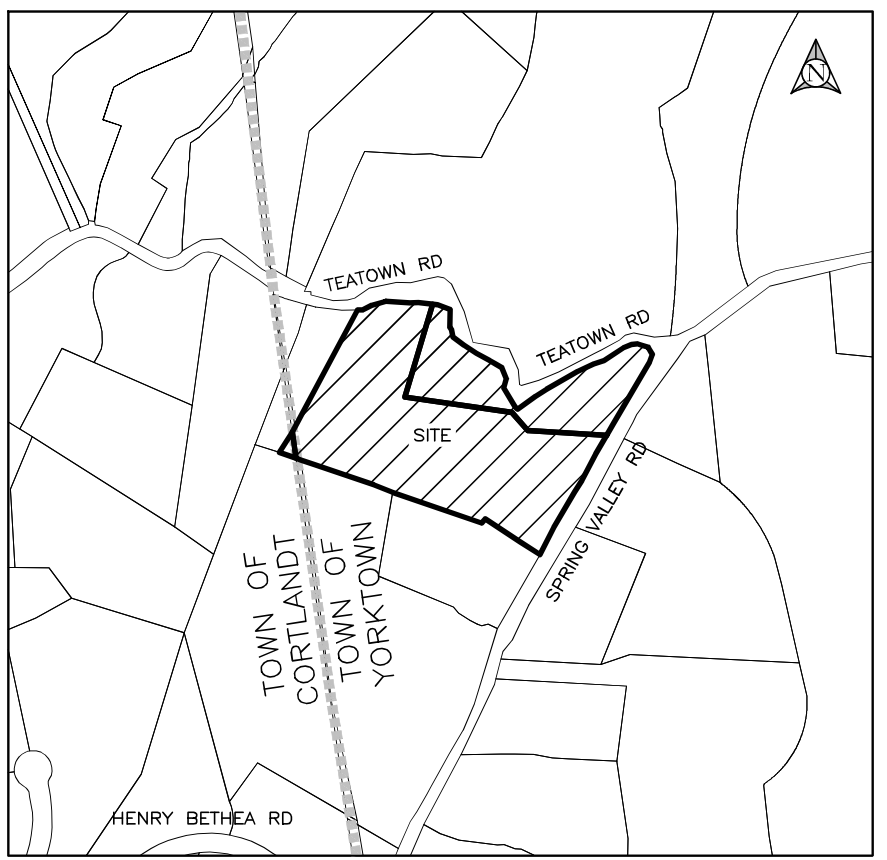 N
TEATOWN RD
TEATOWN RD
SITE
SPRING VALLEY RD
TOWN OF
CORTLANDT
TOWN OF
YORKTOWN
HENRY BETHEA RD